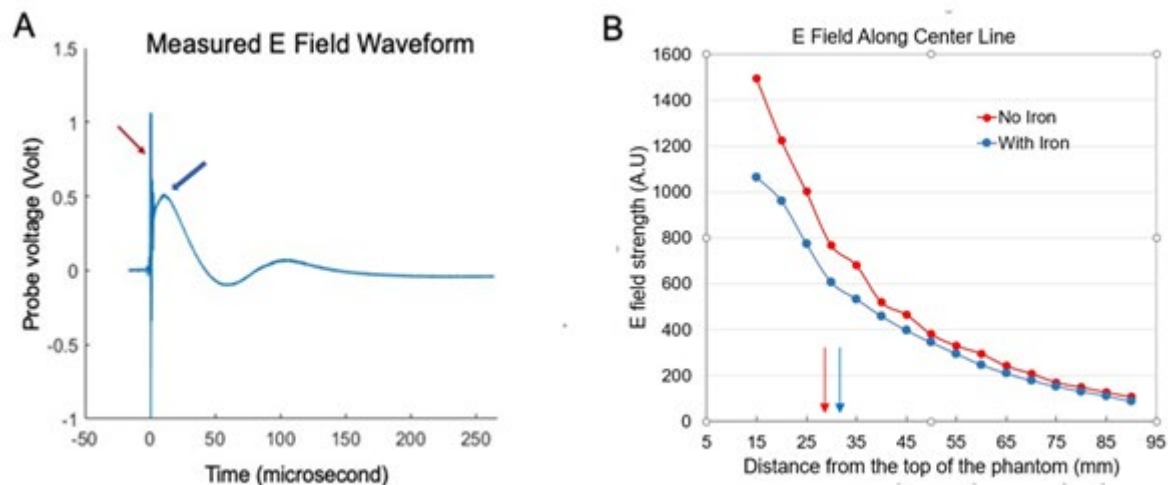 A
Measured E Field Waveform
1.5
1
0.5
0
-0.5
-1
-50 0 50 100 150 200 250
Probe voltage (Volt)
Time (microsecond)
B
E Field Along Center Line
1600
1400
1200
1000
800
600
400
200
0
No Iron
With Iron
5 15 25 35 45 55 65 75 85 95
E field strength (A.U)
Distance from the top of the phantom (mm)